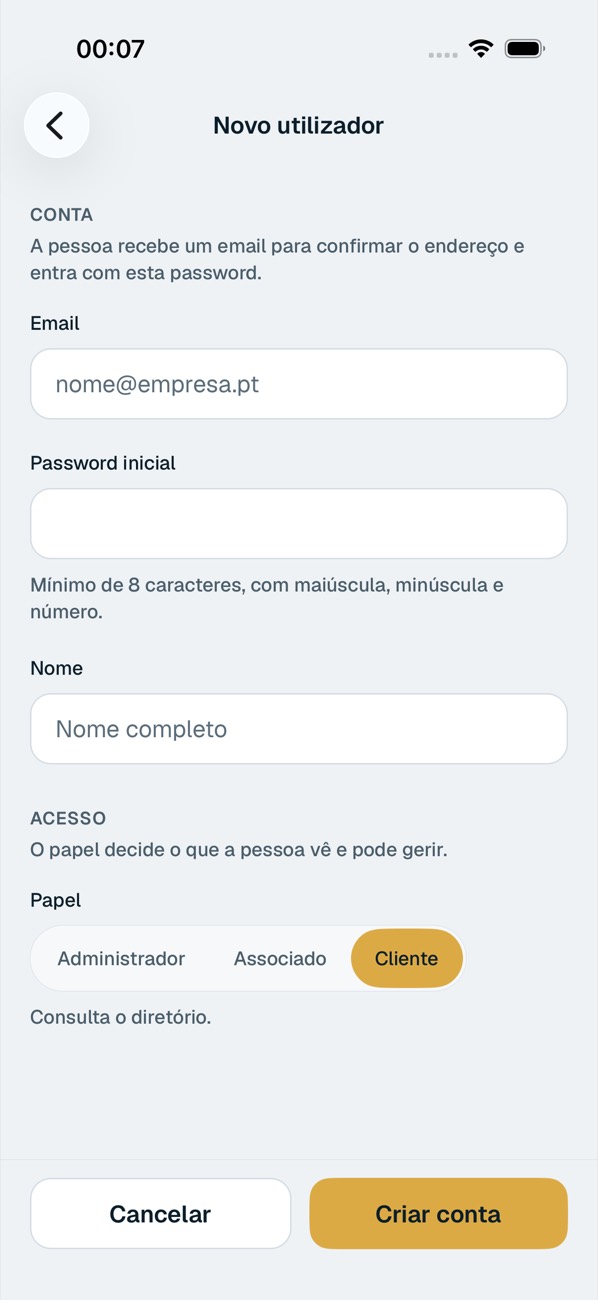 00:07
Novo utilizador
CONTA
A pessoa recebe um email para confirmar o endereço e
entra com esta password.
Email
nome@empresa.pt
Password inicial
Mínimo de 8 caracteres, com maiúscula, minúscula e
número.
Nome
Nome completo
ACESSO
O papel decide o que a pessoa vê e pode gerir.
Papel
Administrador Associado Cliente
Consulta o diretório.
Cancelar Criar conta